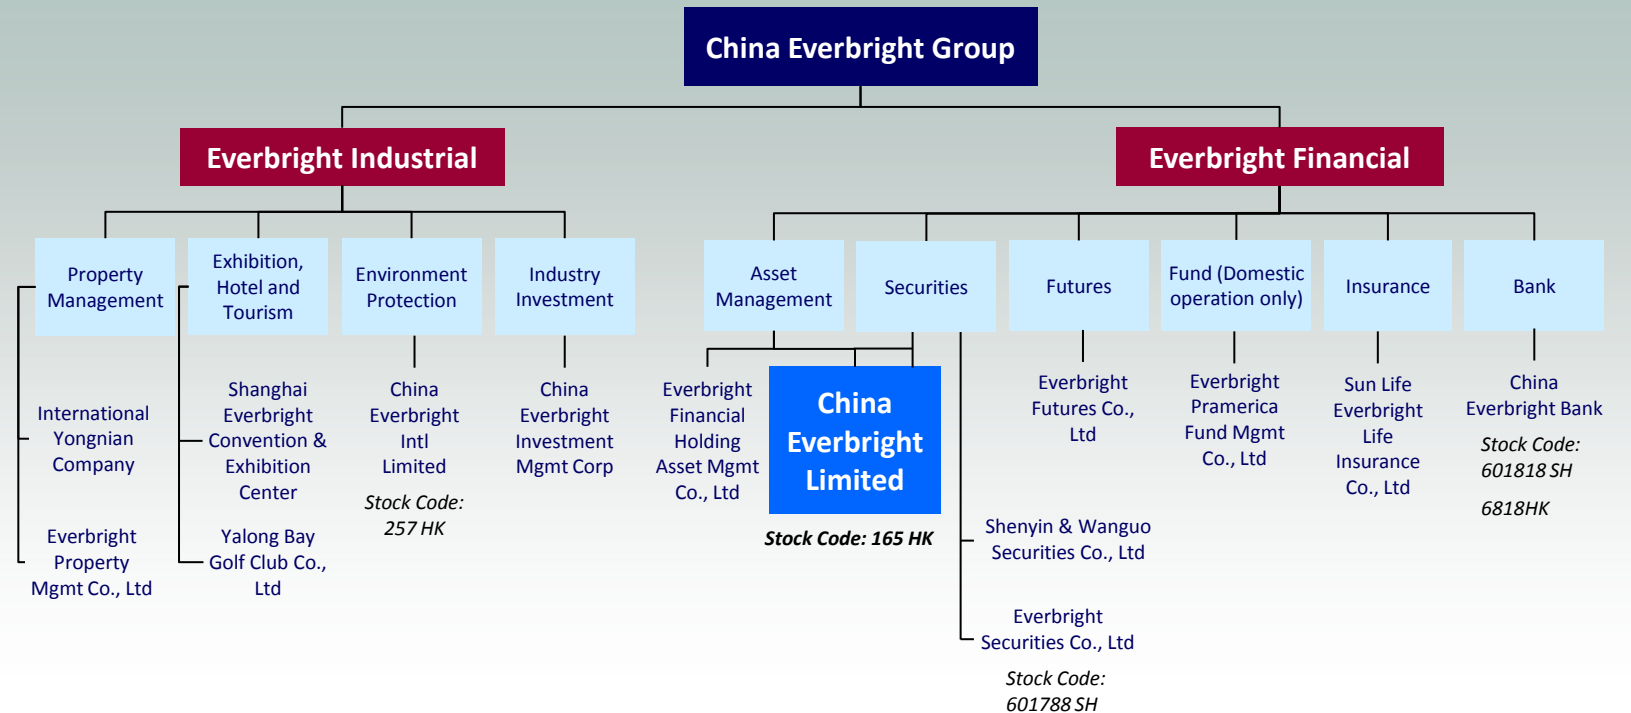 China Everbright Group
Everbright Industrial
Everbright Financial
Property
Management
Exhibition,
Hotel and
Tourism
Environment
Protection
Industry
Investment
Asset
Management
Securities
Futures
Fund (Domestic
operation only)
Insurance
Bank
International
Yongnian
Company
Everbright
Property
Mgmt Co., Ltd
Shanghai
Everbright
Convention &
Exhibition
Center
Yalong Bay
Golf Club Co.,
Ltd
China
Everbright
Intl
Limited
Stock Code:
257 HK
China
Everbright
Investment
Mgmt Corp
Everbright
Financial
Holding
Asset Mgmt
Co., Ltd
China
Everbright
Limited
Stock Code: 165 HK
Shenyin & Wanguo
Securities Co., Ltd
Everbright
Securities Co., Ltd
Stock Code:
601788 SH
Everbright
Futures Co.,
Ltd
Everbright
Pramerica
Fund Mgmt
Co., Ltd
Sun Life
Everbright
Life
Insurance
Co., Ltd
China
Everbright Bank
Stock Code:
601818 SH
6818HK